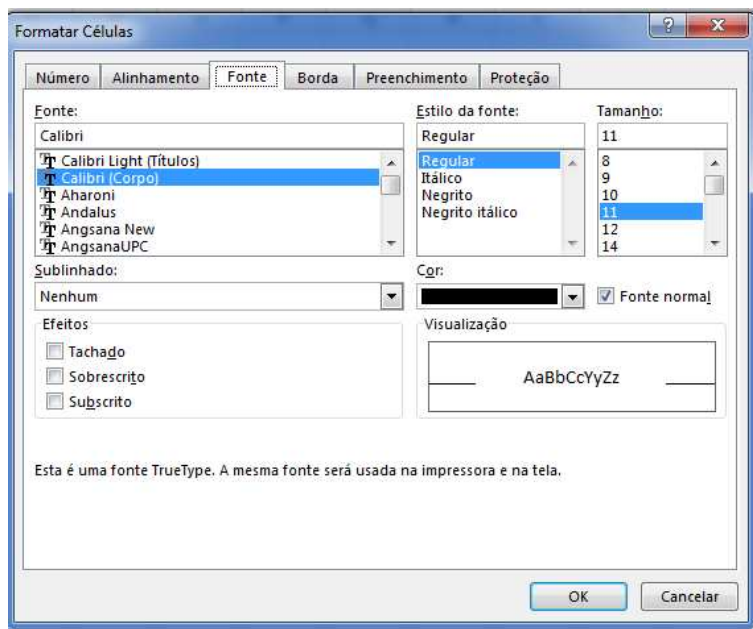 Formatar Células
Número Alinhamento Fonte Borda Preenchimento Proteção
Fonte: Estilo da fonte: Tamanho:
Calibri Regular 11
Calibri Light (Títulos) Regular 8
Calibri (Corpo) Itálico 9
Aharoni Negrito 10
Andalus Negrito itálico 11
Angsana New 12
AngsanaUPC 14
Sublinhado: Cor:
Nenhum Fonte normal
Efeitos Visualização
Tachado
Sobrescrito AaBbCcYyZz
Subscrito
Esta é uma fonte TrueType. A mesma fonte será usada na impressora e na tela.
OK Cancelar